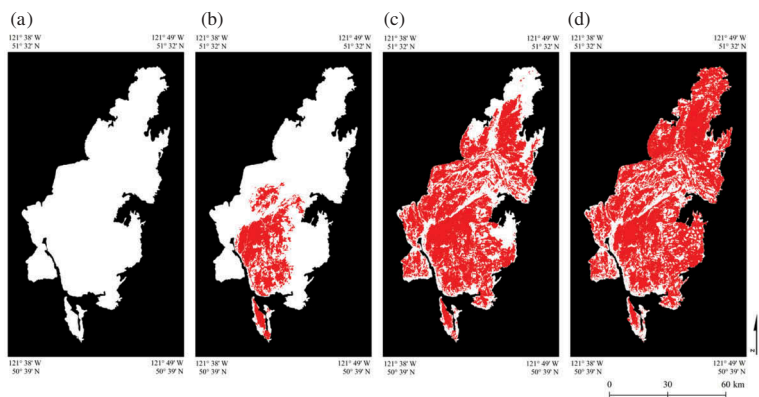 (a)
(b)
(c)
(d)
121° 38' W
51° 32' N
121° 49' W
51° 32' N
121° 38' W
51° 32' N
121° 49' W
51° 32' N
121° 38' W
51° 32' N
121° 49' W
51° 32' N
121° 38' W
51° 32' N
121° 49' W
51° 32' N
121° 38' W
50° 39' N
121° 49' W
50° 39' N
121° 38' W
50° 39' N
121° 49' W
50° 39' N
121° 38' W
50° 39' N
121° 49' W
50° 39' N
121° 38' W
50° 39' N
121° 49' W
50° 39' N
N
0 30 60 km